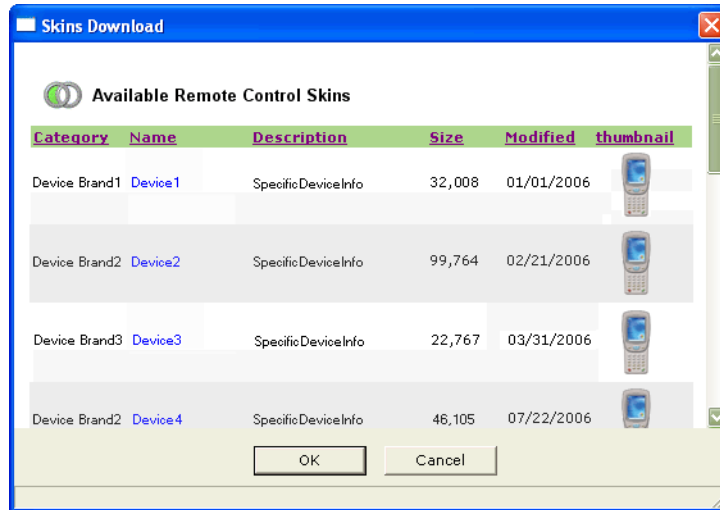 Skins Download
Available Remote Control Skins
Category Name Description Size Modified thumbnail
Device Brand1 Device1 SpecificDeviceInfo 32,008 01/01/2006
Device Brand2 Device2 SpecificDeviceInfo 99,764 02/21/2006
Device Brand3 Device3 SpecificDeviceInfo 22,767 03/31/2006
Device Brand2 Device4 SpecificDeviceInfo 46,105 07/22/2006
OK Cancel